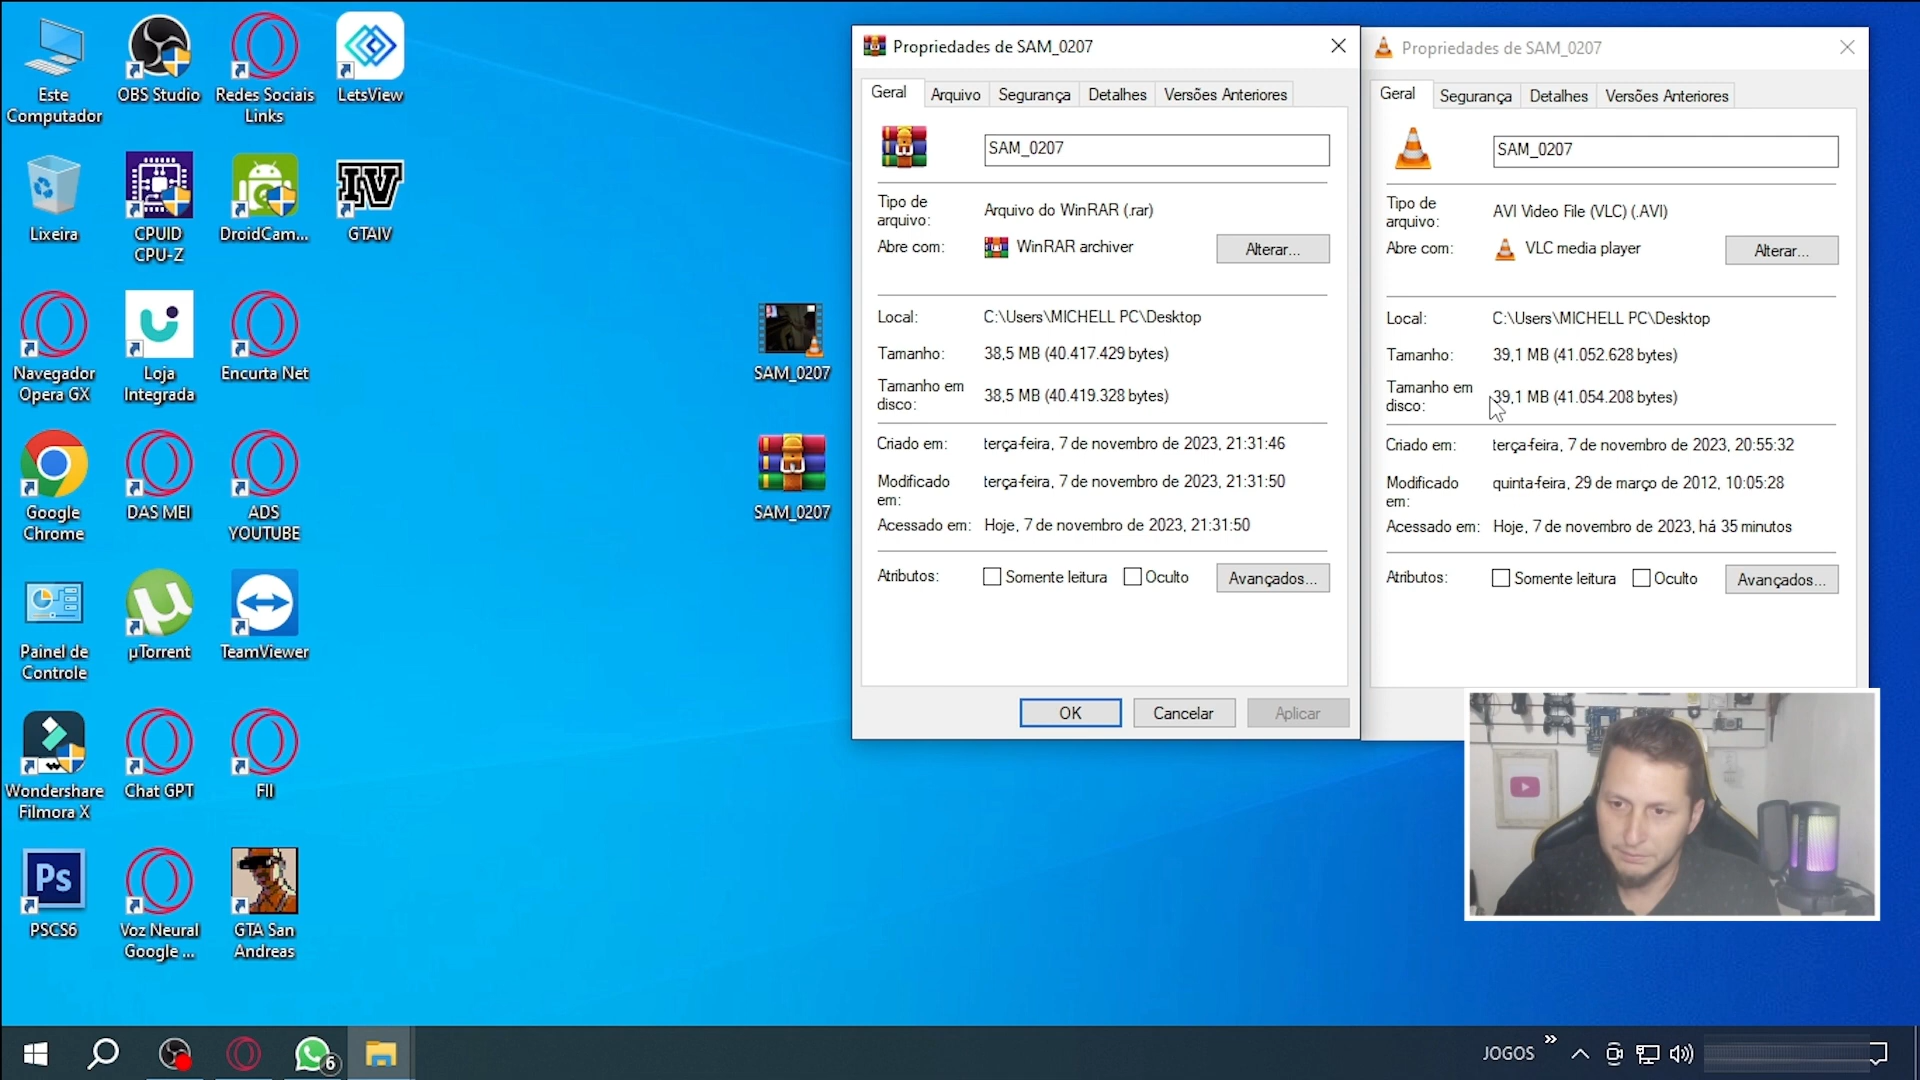 Este
Computador
OBS Studio
Redes Sociais
Links
LetsView
Lixeira
CPUID
CPU-Z
DroidCam...
IV
GTAIV
Navegador
Opera GX
Loja
Integrada
Encurta Net
Google
Chrome
DAS MEI
ADS
YOUTUBE
Painel de
Controle
µTorrent
TeamViewer
Wondershare
Filmora X
Chat GPT
FII
Ps
PSCS6
Voz Neural
Google ...
GTA San
Andreas
SAM_0207
SAM_0207
Propriedades de SAM_0207
Geral
Arquivo
Segurança
Detalhes
Versões Anteriores
SAM_0207
Tipo de
arquivo:
Arquivo do WinRAR (.rar)
Abre com:
WinRAR archiver
Alterar...
Local:
C:\Users\MICHELL PC\Desktop
Tamanho:
38,5 MB (40.417.429 bytes)
Tamanho em
disco:
38,5 MB (40.419.328 bytes)
Criado em:
terça-feira, 7 de novembro de 2023, 21:31:46
Modificado
em:
terça-feira, 7 de novembro de 2023, 21:31:50
Acessado em:
Hoje, 7 de novembro de 2023, 21:31:50
Atributos:
Somente leitura
Oculto
Avançados...
OK
Cancelar
Aplicar
Propriedades de SAM_0207
Geral
Segurança
Detalhes
Versões Anteriores
SAM_0207
Tipo de
arquivo:
AVI Video File (VLC) (.AVI)
Abre com:
VLC media player
Alterar...
Local:
C:\Users\MICHELL PC\Desktop
Tamanho:
39,1 MB (41.052.628 bytes)
Tamanho em
disco:
39,1 MB (41.054.208 bytes)
Criado em:
terça-feira, 7 de novembro de 2023, 20:55:32
Modificado
em:
quinta-feira, 29 de março de 2012, 10:05:28
Acessado em:
Hoje, 7 de novembro de 2023, há 35 minutos
Atributos:
Somente leitura
Oculto
Avançados...
6
JOGOS